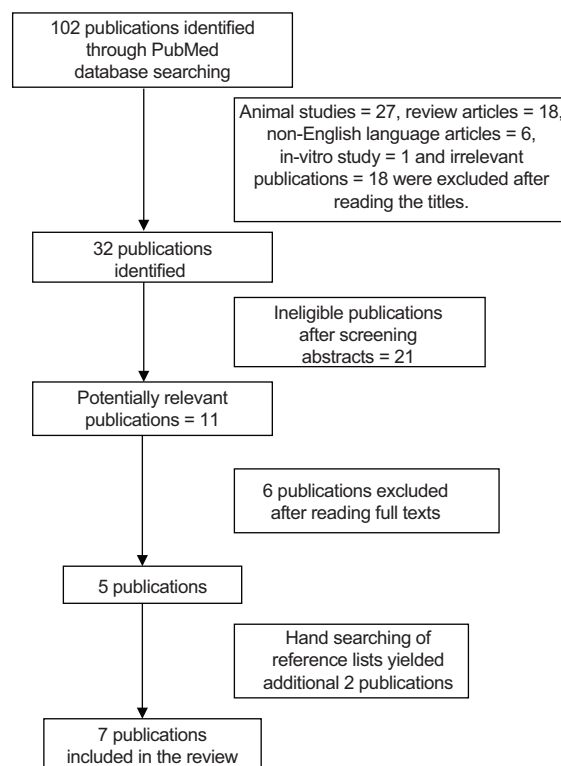 102 publications identified
through PubMed
database searching
Animal studies = 27, review articles = 18,
non-English language articles = 6,
in-vitro study = 1 and irrelevant
publications = 18 were excluded after
reading the titles.
32 publications
identified
Ineligible publications
after screening
abstracts = 21
Potentially relevant
publications = 11
6 publications excluded
after reading full texts
5 publications
Hand searching of
reference lists yielded
additional 2 publications
7 publications
included in the review